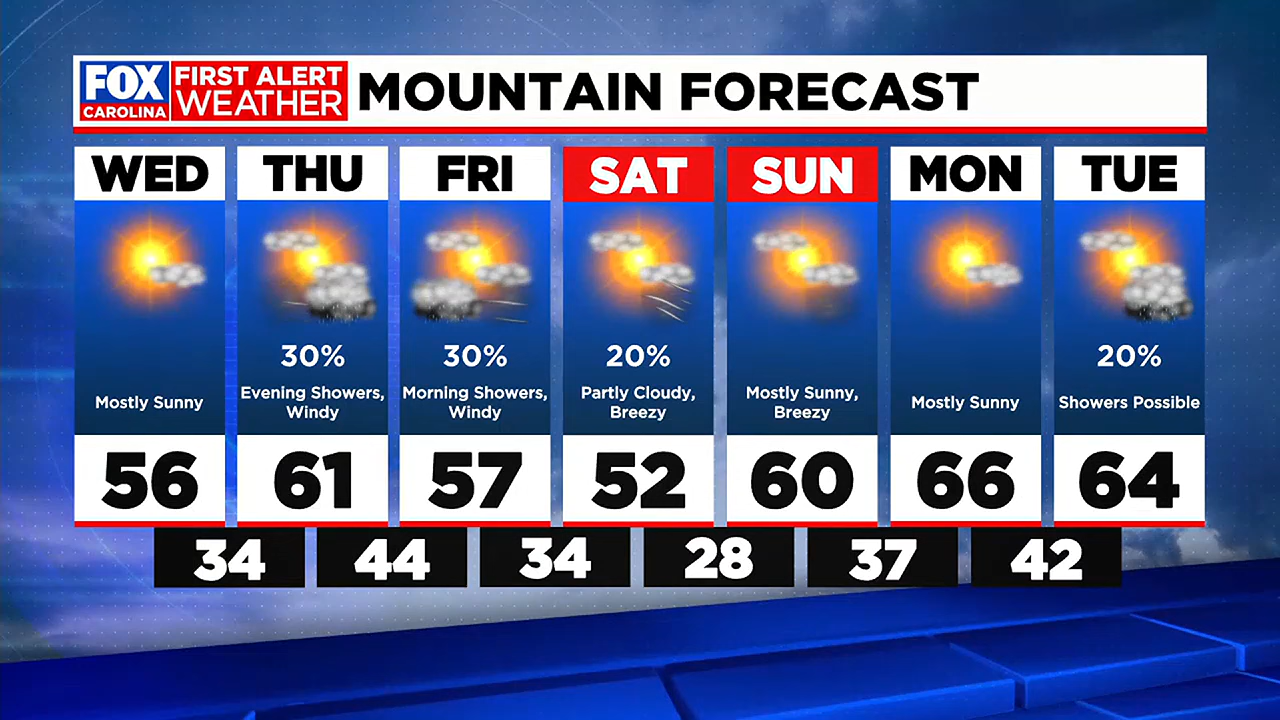 FOX
CAROLINA
FIRST ALERT
WEATHER
MOUNTAIN FORECAST
WED
THU
FRI
SAT
SUN
MON
TUE
30%
30%
20%
20%
Mostly Sunny
Evening Showers,
Windy
Morning Showers,
Windy
Partly Cloudy,
Breezy
Mostly Sunny,
Breezy
Mostly Sunny
Showers Possible
56
61
57
52
60
66
64
34
44
34
28
37
42